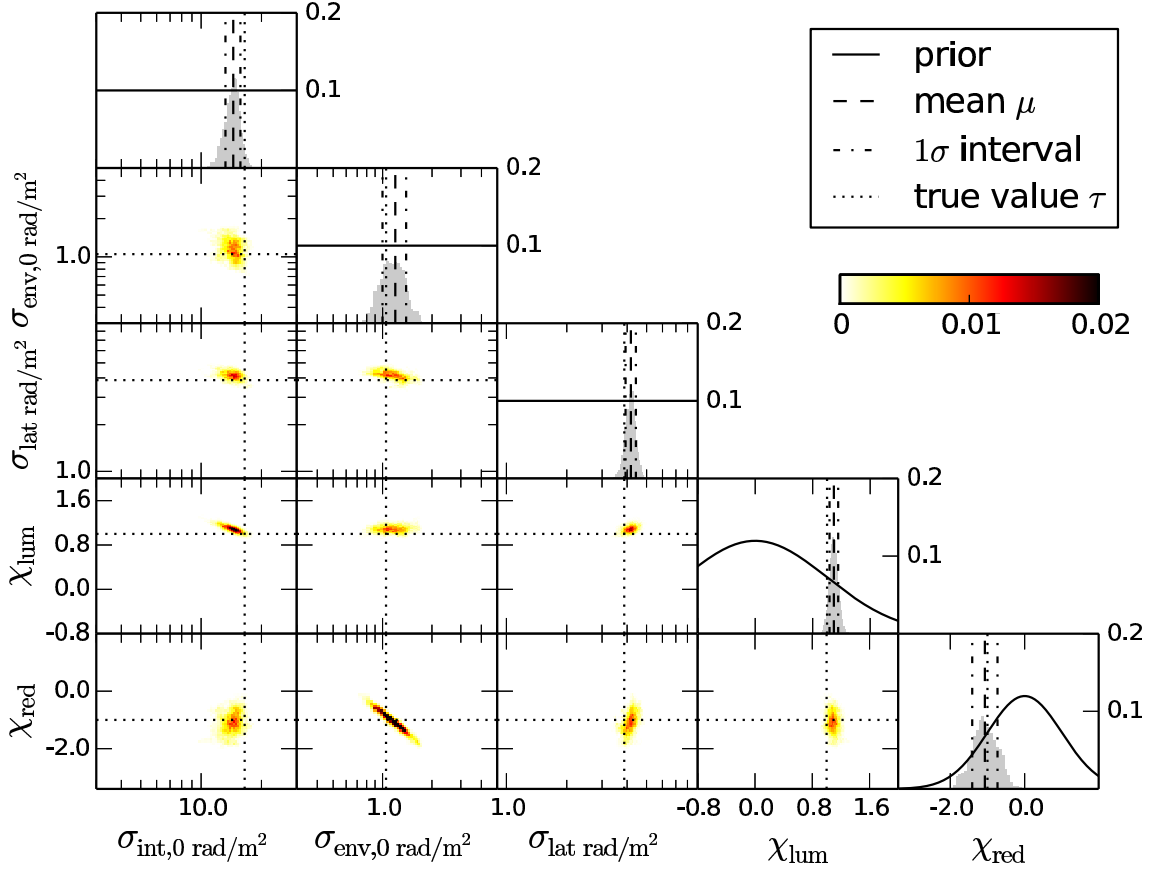 0.2
0.1
prior
mean μ
1σ interval
true value τ
σenv,0 rad/m²
1.0
0.2
0.1
0 0.01 0.02
σlat rad/m²
1.0
0.2
0.1
χlum
1.6
0.8
0.0
-0.8
0.2
0.1
χred
0.0
-2.0
0.2
0.1
10.0 1.0 1.0 -0.8 0.0 0.8 1.6 -2.0 0.0
σint,0 rad/m² σenv,0 rad/m² σlat rad/m² χlum χred